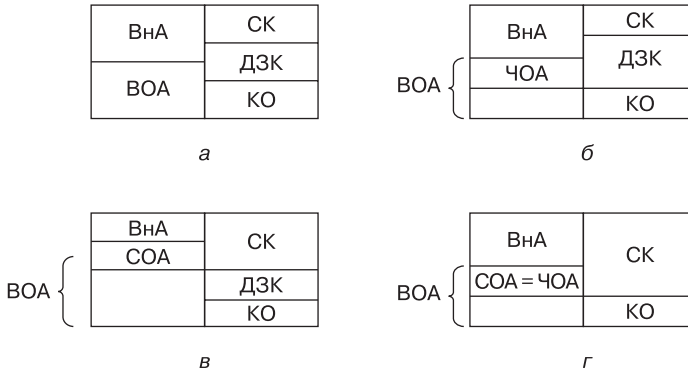 ВнА СК
ДЗК
ВОА КО
а
ВнА СК
ДЗК
ВОА ЧОА
КО
б
ВнА СК
СОА
ВОА ДЗК
КО
в
ВнА СК
ВОА СОА = ЧОА
КО
г